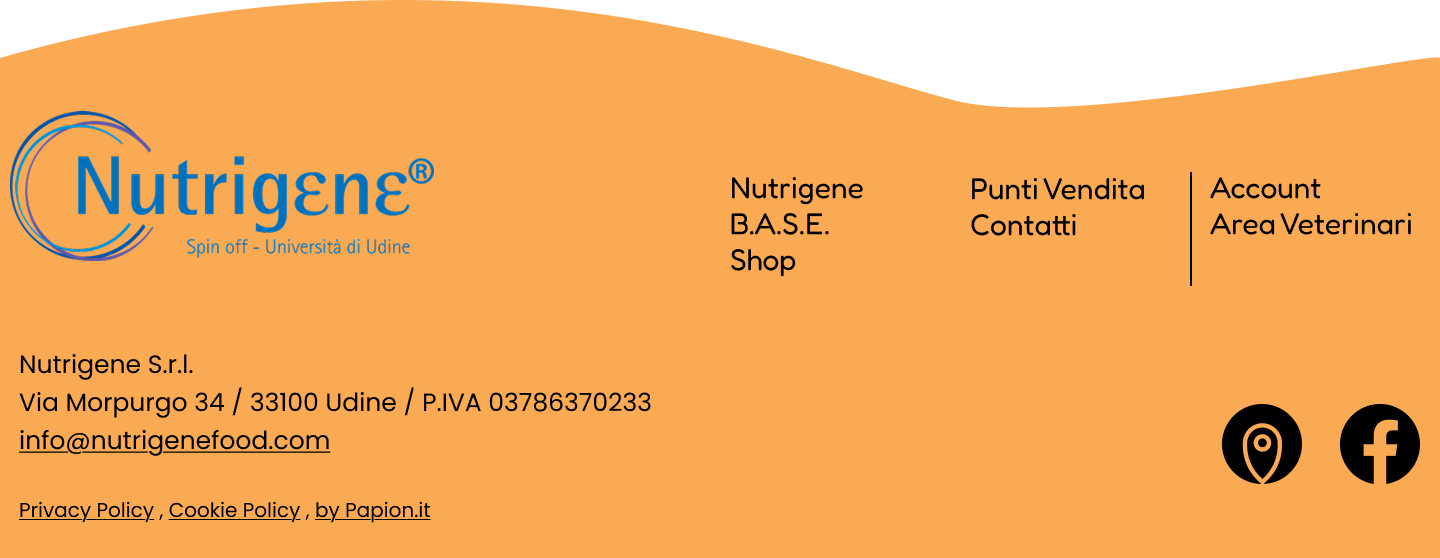 Nutrigεnε®
Spin off - Università di Udine
Nutrigene
B.A.S.E.
Shop
Punti Vendita
Contatti
Account
Area Veterinari
Nutrigene S.r.l.
Via Morpurgo 34 / 33100 Udine / P.IVA 03786370233
info@nutrigenefood.com
Privacy Policy , Cookie Policy , by Papion.it